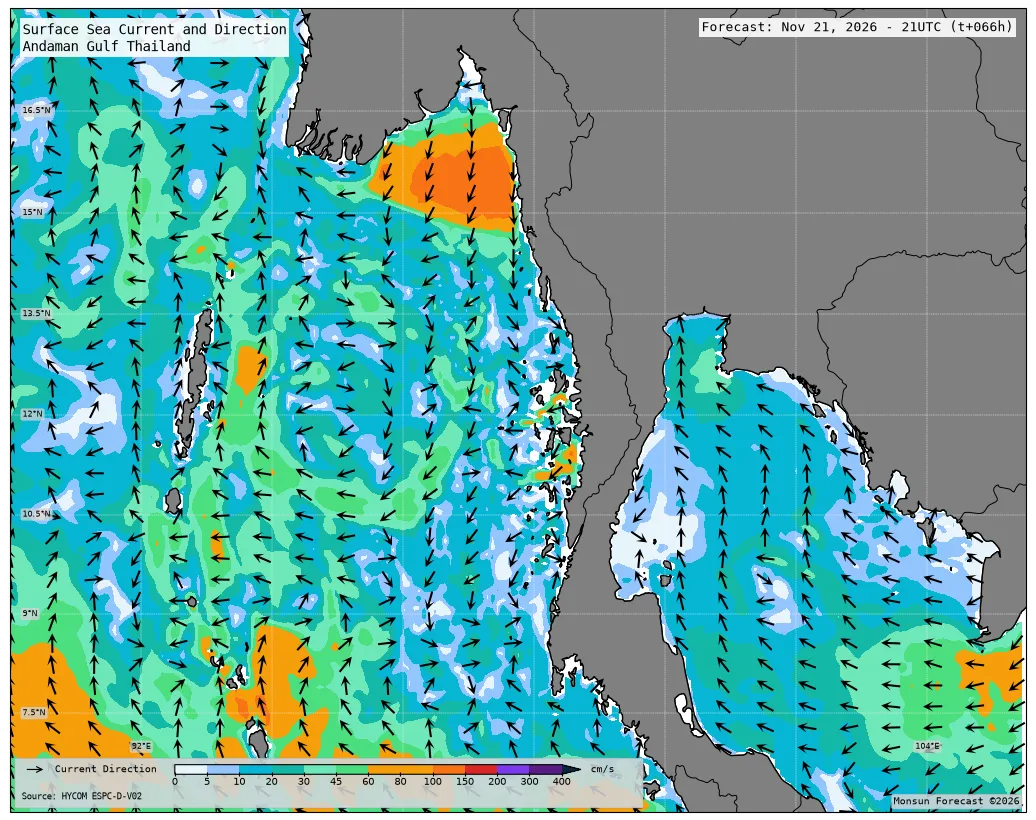 Surface Sea Current and Direction
Andaman Gulf Thailand
Forecast: Nov 21, 2026 - 21UTC (t+066h)
16.5°N
15°N
13.5°N
12°N
10.5°N
9°N
7.5°N
92°E
104°E
Current Direction
cm/s
0 5 10 20 30 45 60 80 100 150 200 300 400
Source: HYCOM ESPC-D-V02
Monsun Forecast ©2026